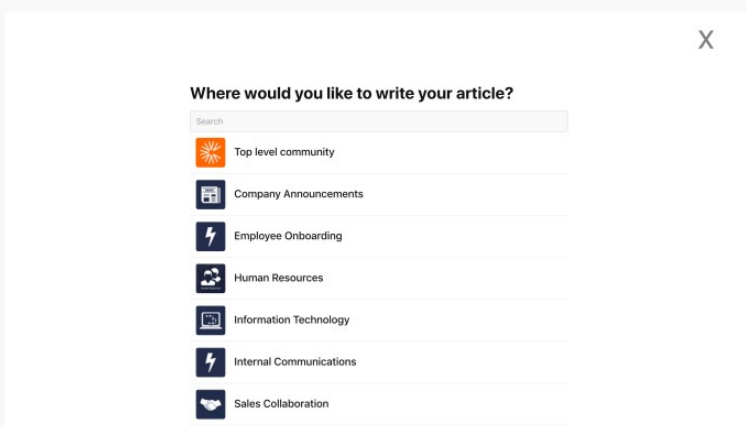 X
Where would you like to write your article?
Search
Top level community
Company Announcements
Employee Onboarding
Human Resources
Information Technology
Internal Communications
Sales Collaboration